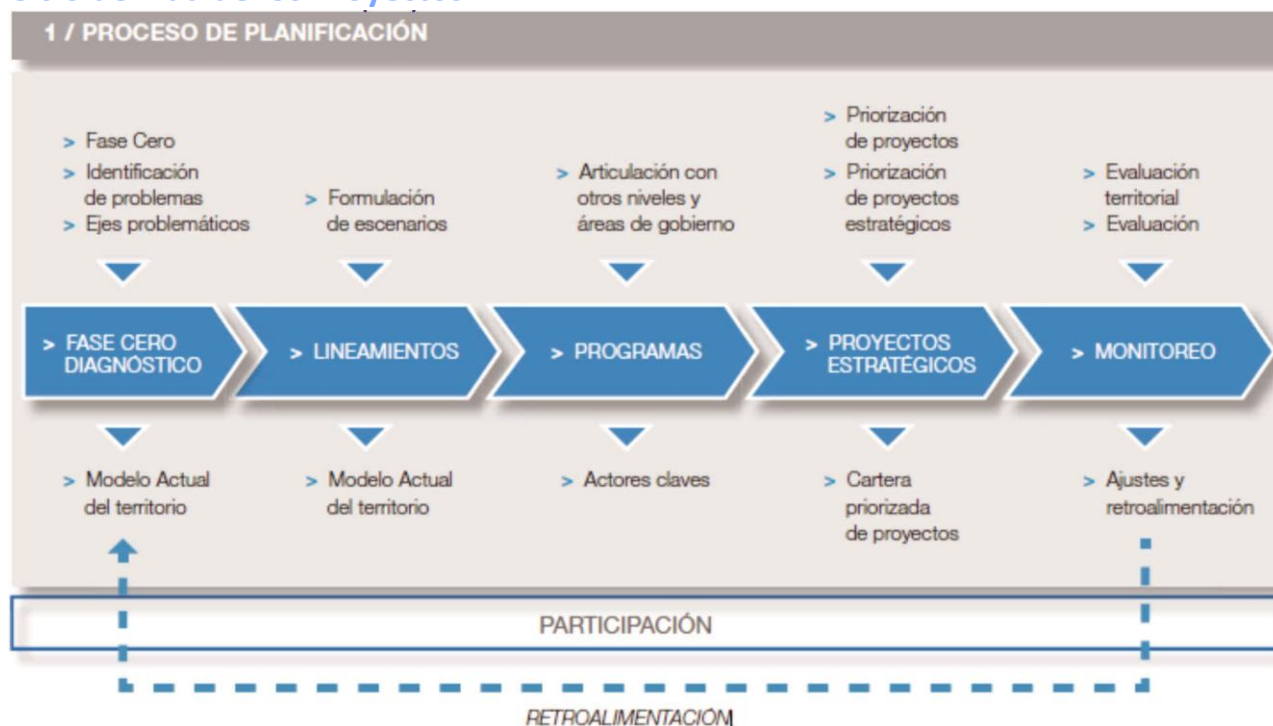 1 / PROCESO DE PLANIFICACIÓN
> Fase Cero
> Identificación
de problemas
> Ejes problemáticos
> Formulación
de escenarios
> Articulación con
otros niveles y
áreas de gobierno
> Priorización
de proyectos
> Priorización
de proyectos
estratégicos
> Evaluación
territorial
> Evaluación
> FASE CERO
DIAGNÓSTICO
> LINEAMIENTOS
> PROGRAMAS
> PROYECTOS
ESTRATÉGICOS
> MONITOREO
> Modelo Actual
del territorio
> Modelo Actual
del territorio
> Actores claves
> Cartera
priorizada
de proyectos
> Ajustes y
retroalimentación
PARTICIPACIÓN
RETROALIMENTACIÓN